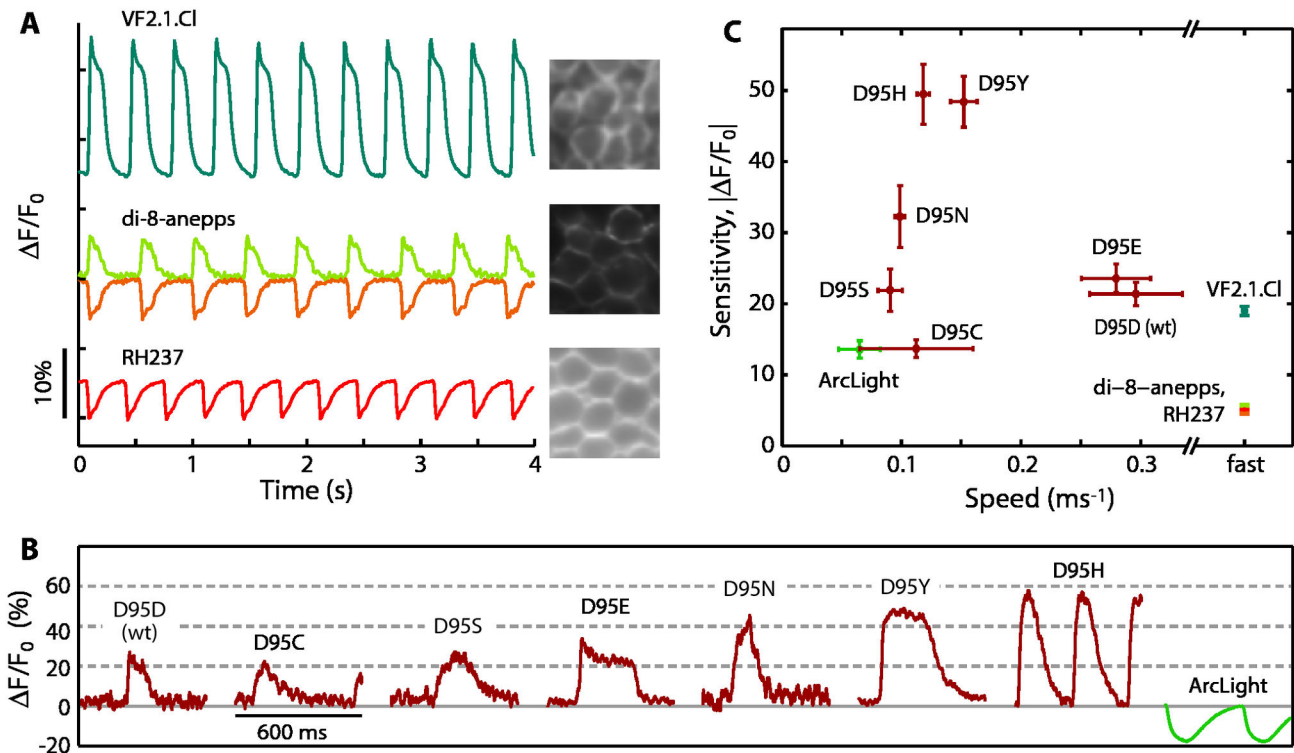 A
VF2.1.Cl
di-8-anepps
RH237
ΔF/F₀
10%
0 1 2 3 4
Time (s)
C
50
40
30
20
10
0
Sensitivity, |ΔF/F₀|
D95H
D95Y
D95N
D95E
D95S
VF2.1.Cl
D95C
D95D (wt)
ArcLight
di–8–anepps,
RH237
0 0.1 0.2 0.3 fast
Speed (ms⁻¹)
B
ΔF/F₀ (%)
60
40
20
0
-20
D95D
(wt)
D95C
D95S
D95E
D95N
D95Y
D95H
ArcLight
600 ms